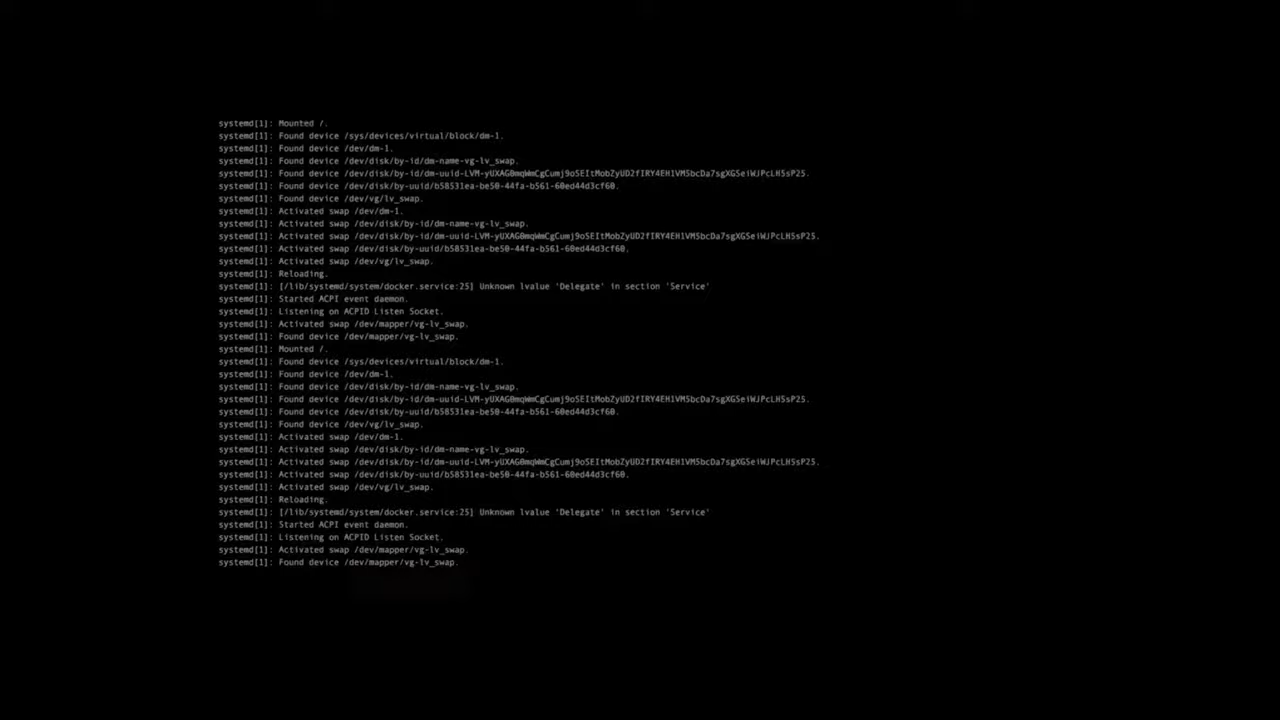 systemd[1]: Mounted /.
systemd[1]: Found device /sys/devices/virtual/block/dm-1.
systemd[1]: Found device /dev/dm-1.
systemd[1]: Found device /dev/disk/by-id/dm-name-vg-lv_swap.
systemd[1]: Found device /dev/disk/by-id/dm-uuid-LVM-yUXAG0mqWmCgCumj9o5EItMobZyUD2fIRY4EH1VM5bcDa7sgXG5eiWJPcLH5sP25.
systemd[1]: Found device /dev/disk/by-uuid/b58531ea-be50-44fa-b561-60ed44d3cf60.
systemd[1]: Found device /dev/vg/lv_swap.
systemd[1]: Activated swap /dev/dm-1.
systemd[1]: Activated swap /dev/disk/by-id/dm-name-vg-lv_swap.
systemd[1]: Activated swap /dev/disk/by-id/dm-uuid-LVM-yUXAG0mqWmCgCumj9o5EItMobZyUD2fIRY4EH1VM5bcDa7sgXG5eiWJPcLH5sP25.
systemd[1]: Activated swap /dev/disk/by-uuid/b58531ea-be50-44fa-b561-60ed44d3cf60.
systemd[1]: Activated swap /dev/vg/lv_swap.
systemd[1]: Reloading.
systemd[1]: [/lib/systemd/system/docker.service:25] Unknown lvalue 'Delegate' in section 'Service'
systemd[1]: Started ACPI event daemon.
systemd[1]: Listening on ACPID Listen Socket.
systemd[1]: Activated swap /dev/mapper/vg-lv_swap.
systemd[1]: Found device /dev/mapper/vg-lv_swap.
systemd[1]: Mounted /.
systemd[1]: Found device /sys/devices/virtual/block/dm-1.
systemd[1]: Found device /dev/dm-1.
systemd[1]: Found device /dev/disk/by-id/dm-name-vg-lv_swap.
systemd[1]: Found device /dev/disk/by-id/dm-uuid-LVM-yUXAG0mqWmCgCumj9o5EItMobZyUD2fIRY4EH1VM5bcDa7sgXG5eiWJPcLH5sP25.
systemd[1]: Found device /dev/disk/by-uuid/b58531ea-be50-44fa-b561-60ed44d3cf60.
systemd[1]: Found device /dev/vg/lv_swap.
systemd[1]: Activated swap /dev/dm-1.
systemd[1]: Activated swap /dev/disk/by-id/dm-name-vg-lv_swap.
systemd[1]: Activated swap /dev/disk/by-id/dm-uuid-LVM-yUXAG0mqWmCgCumj9o5EItMobZyUD2fIRY4EH1VM5bcDa7sgXG5eiWJPcLH5sP25.
systemd[1]: Activated swap /dev/disk/by-uuid/b58531ea-be50-44fa-b561-60ed44d3cf60.
systemd[1]: Activated swap /dev/vg/lv_swap.
systemd[1]: Reloading.
systemd[1]: [/lib/systemd/system/docker.service:25] Unknown lvalue 'Delegate' in section 'Service'
systemd[1]: Started ACPI event daemon.
systemd[1]: Listening on ACPID Listen Socket.
systemd[1]: Activated swap /dev/mapper/vg-lv_swap.
systemd[1]: Found device /dev/mapper/vg-lv_swap.